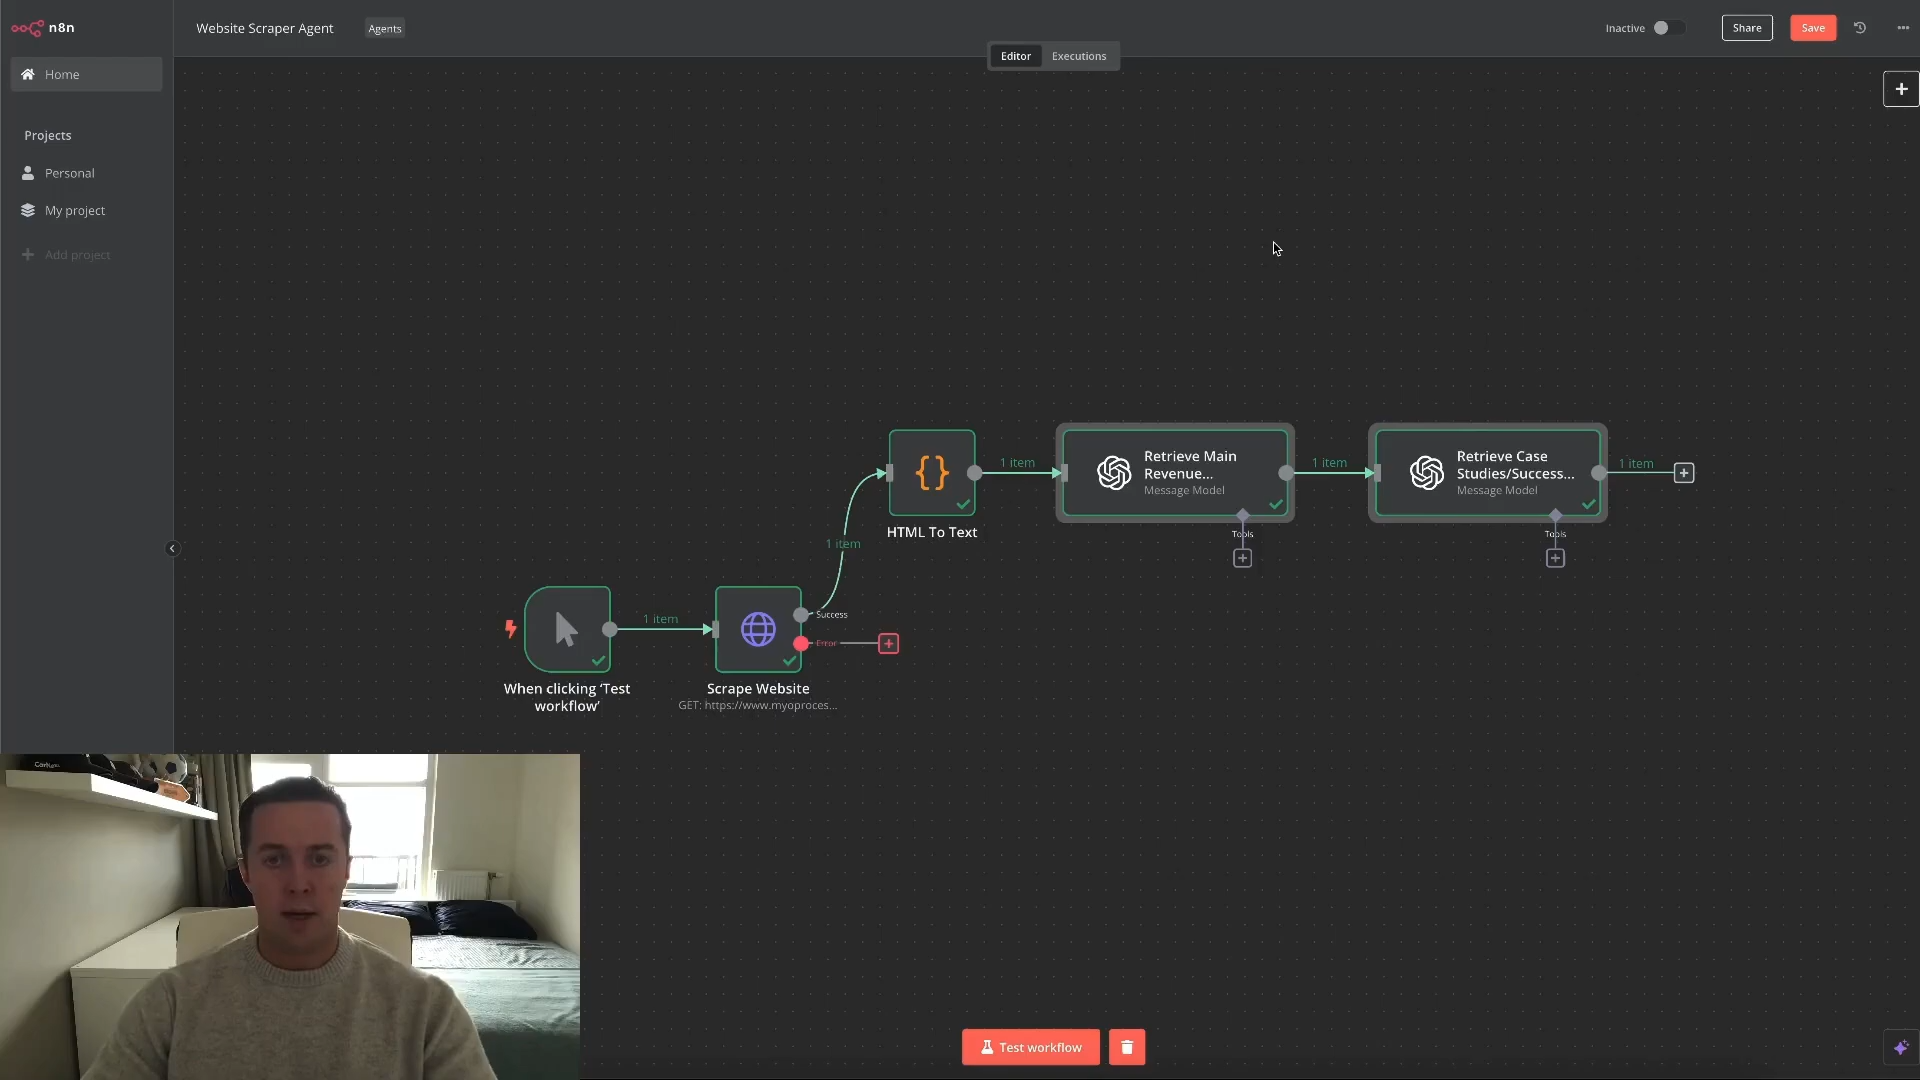 n8n
Website Scraper Agent
Agents
Inactive
Share
Save
Editor
Executions
Home
Projects
Personal
My project
Add project
1 item
1 item
1 item
Retrieve Main
Revenue...
Message Model
Retrieve Case
Studies/Success...
Message Model
HTML To Text
Tools
Tools
1 item
1 item
Success
Error
When clicking ‘Test
workflow’
Scrape Website
GET: https://www.myoproces...
Test workflow